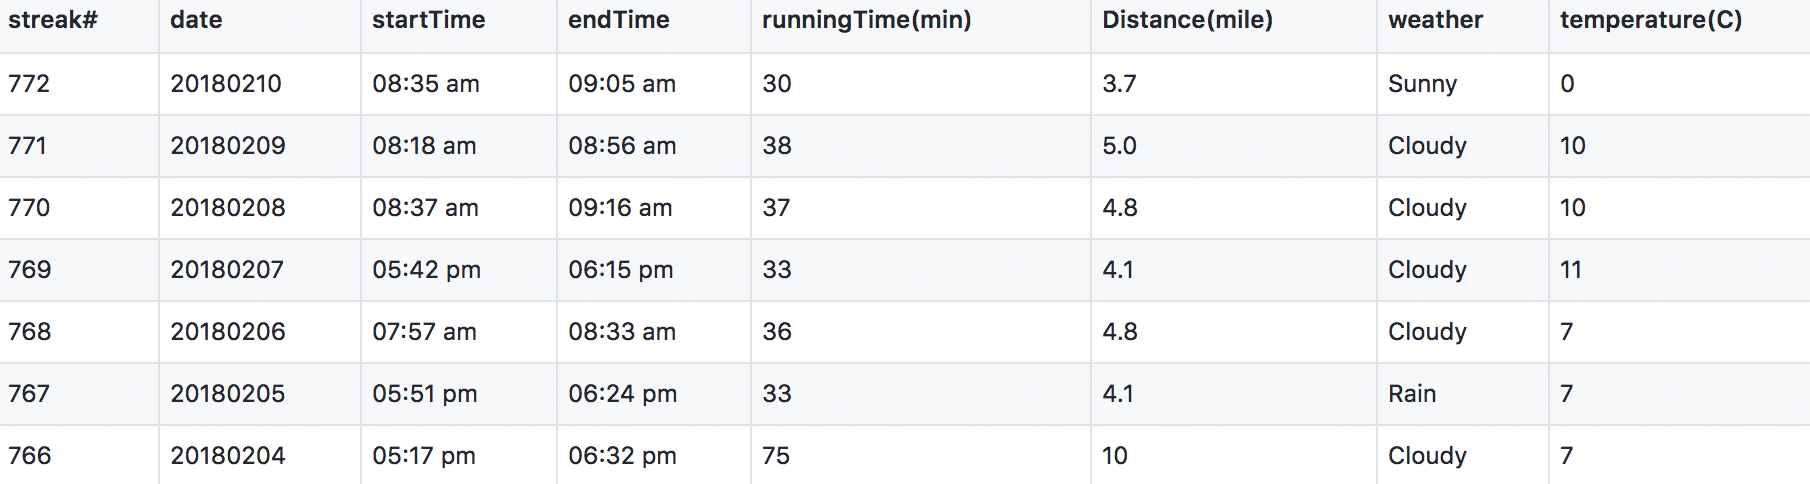 streak# date startTime endTime runningTime(min) Distance(mile) weather temperature(C)
772 20180210 08:35 am 09:05 am 30 3.7 Sunny 0
771 20180209 08:18 am 08:56 am 38 5.0 Cloudy 10
770 20180208 08:37 am 09:16 am 37 4.8 Cloudy 10
769 20180207 05:42 pm 06:15 pm 33 4.1 Cloudy 11
768 20180206 07:57 am 08:33 am 36 4.8 Cloudy 7
767 20180205 05:51 pm 06:24 pm 33 4.1 Rain 7
766 20180204 05:17 pm 06:32 pm 75 10 Cloudy 7